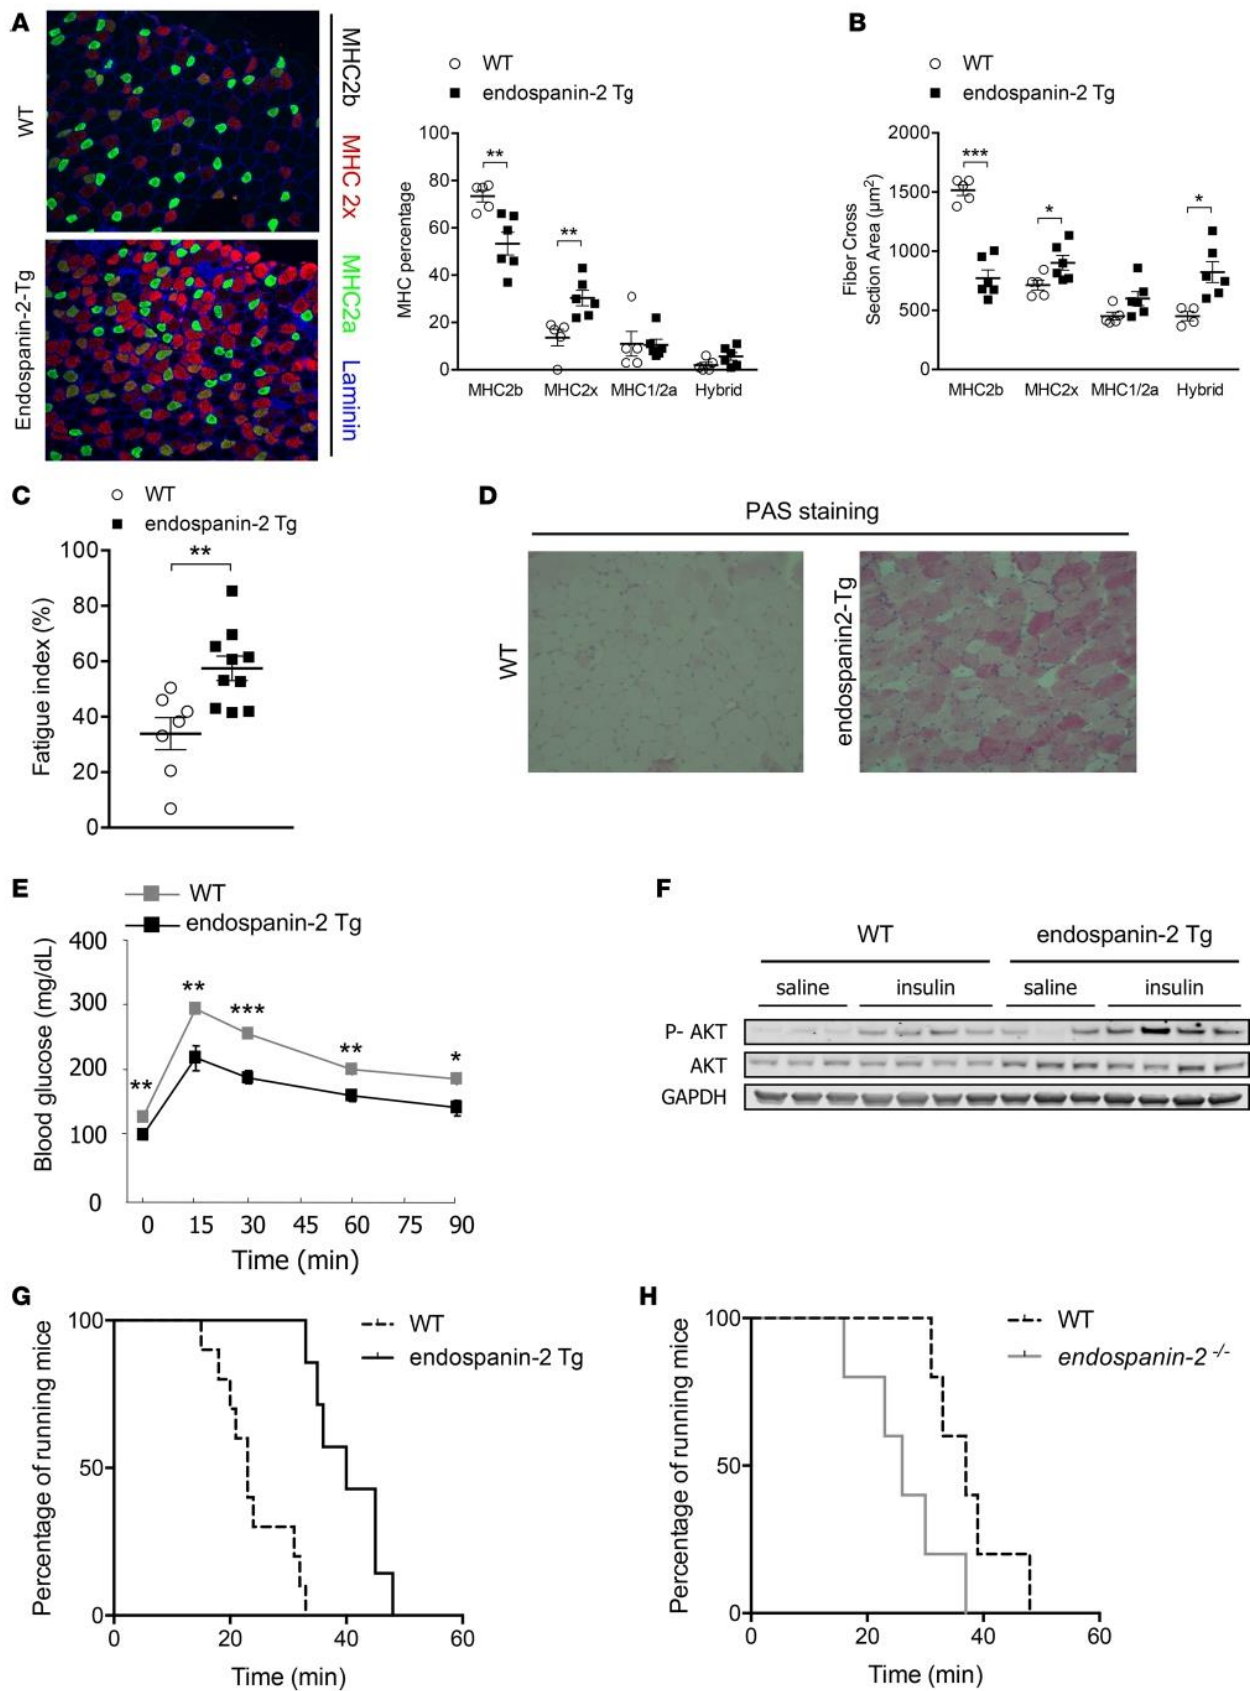 A
WT
Endospanin-2-Tg
MHC2b MHC 2x MHC2a Laminin
WT
endospanin-2 Tg
MHC percentage
100
80
60
40
20
0
**
**
MHC2b MHC2x MHC1/2a Hybrid
B
WT
endospanin-2 Tg
Fiber Cross
Section Area (µm²)
2000
1500
1000
500
0
***
*
*
MHC2b MHC2x MHC1/2a Hybrid
C
WT
endospanin-2 Tg
Fatigue index (%)
100
80
60
40
20
0
**
D
PAS staining
WT
endospanin2-Tg
E
WT
endospanin-2 Tg
Blood glucose (mg/dL)
400
300
200
100
0
** ** *** ** *
0 15 30 45 60 75 90
Time (min)
F
WT endospanin-2 Tg
saline insulin saline insulin
P- AKT
AKT
GAPDH
G
WT
endospanin-2 Tg
Percentage of running mice
100
50
0
0 20 40 60
Time (min)
H
WT
endospanin-2 -/-
Percentage of running mice
100
50
0
0 20 40 60
Time (min)